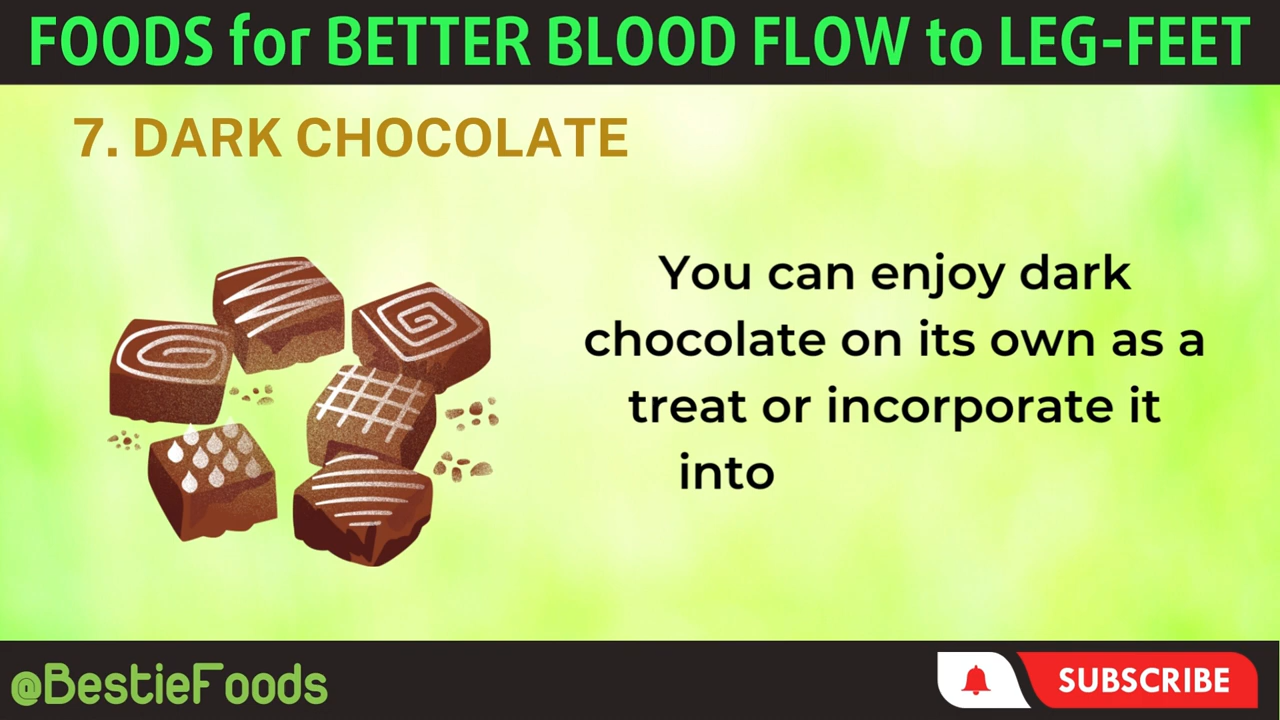 FOODS for BETTER BLOOD FLOW to LEG-FEET
7. DARK CHOCOLATE
You can enjoy dark
chocolate on its own as a
treat or incorporate it
into
@BestieFoods
SUBSCRIBE